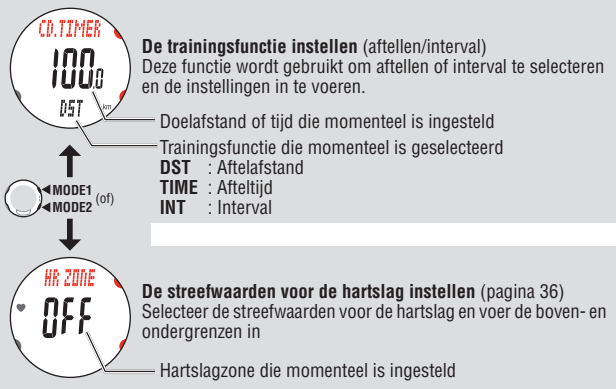 CD.TIMER
100.0
DST km
De trainingsfunctie instellen (aftellen/interval)
Deze functie wordt gebruikt om aftellen of interval te selecteren
en de instellingen in te voeren.
Doelafstand of tijd die momenteel is ingesteld
Trainingsfunctie die momenteel is geselecteerd
DST : Aftelafstand
TIME : Afteltijd
INT : Interval
MODE1
MODE2 (of)
HR ZONE
OFF
De streefwaarden voor de hartslag instellen (pagina 36)
Selecteer de streefwaarden voor de hartslag en voer de boven- en
ondergrenzen in
Hartslagzone die momenteel is ingesteld